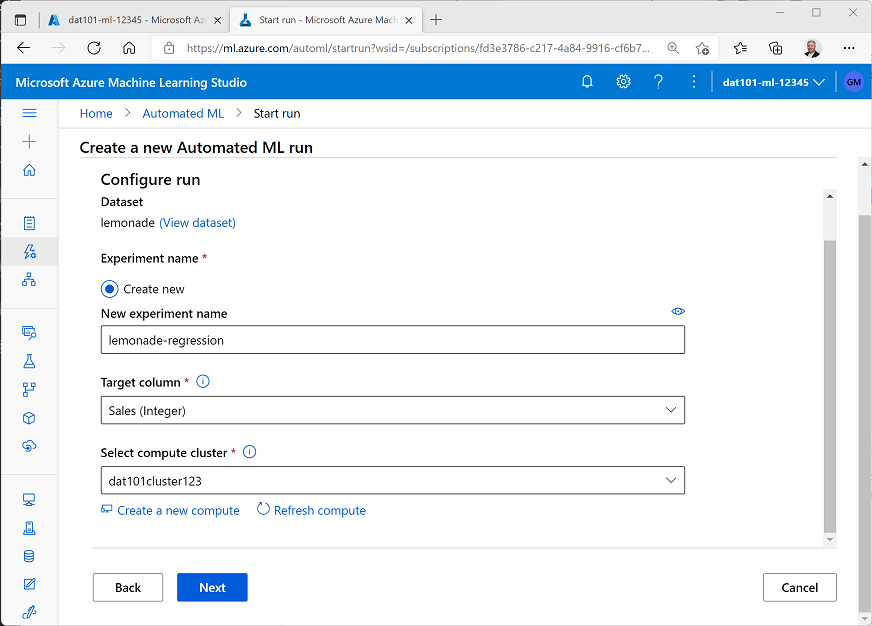 dat101-ml-12345 - Microsoft Az
Start run - Microsoft Azure Mach
https://ml.azure.com/automl/startrun?wsid=/subscriptions/fd3e3786-c217-4a84-9916-cf6b7...
Microsoft Azure Machine Learning Studio
dat101-ml-12345
GM
Home > Automated ML > Start run
Create a new Automated ML run
Configure run
Dataset
lemonade (View dataset)
Experiment name *
Create new
New experiment name
lemonade-regression
Target column *
Sales (Integer)
Select compute cluster *
dat101cluster123
Create a new compute Refresh compute
Back Next Cancel